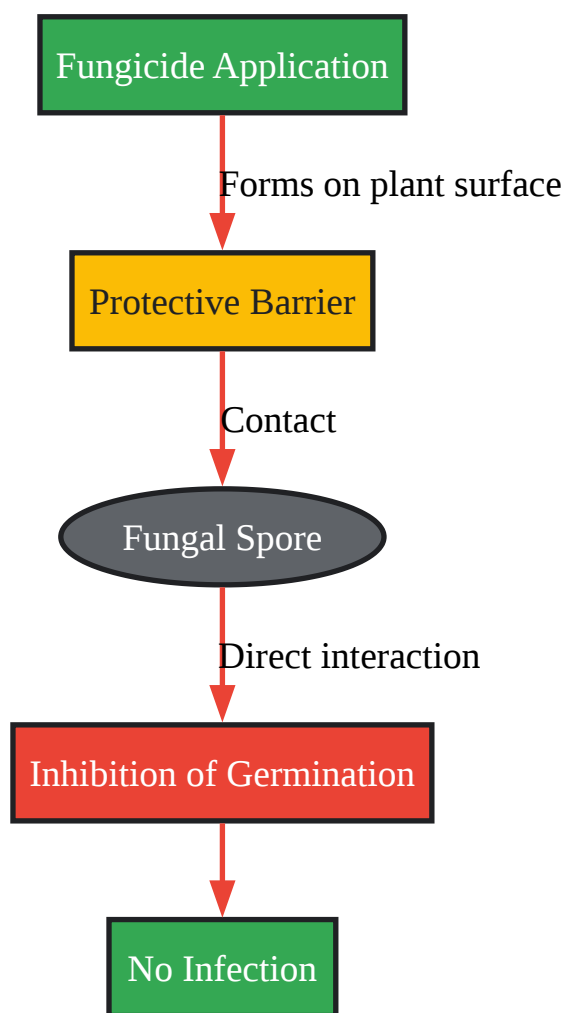 Fungicide Application
Forms on plant surface
Protective Barrier
Contact
Fungal Spore
Direct interaction
Inhibition of Germination
No Infection